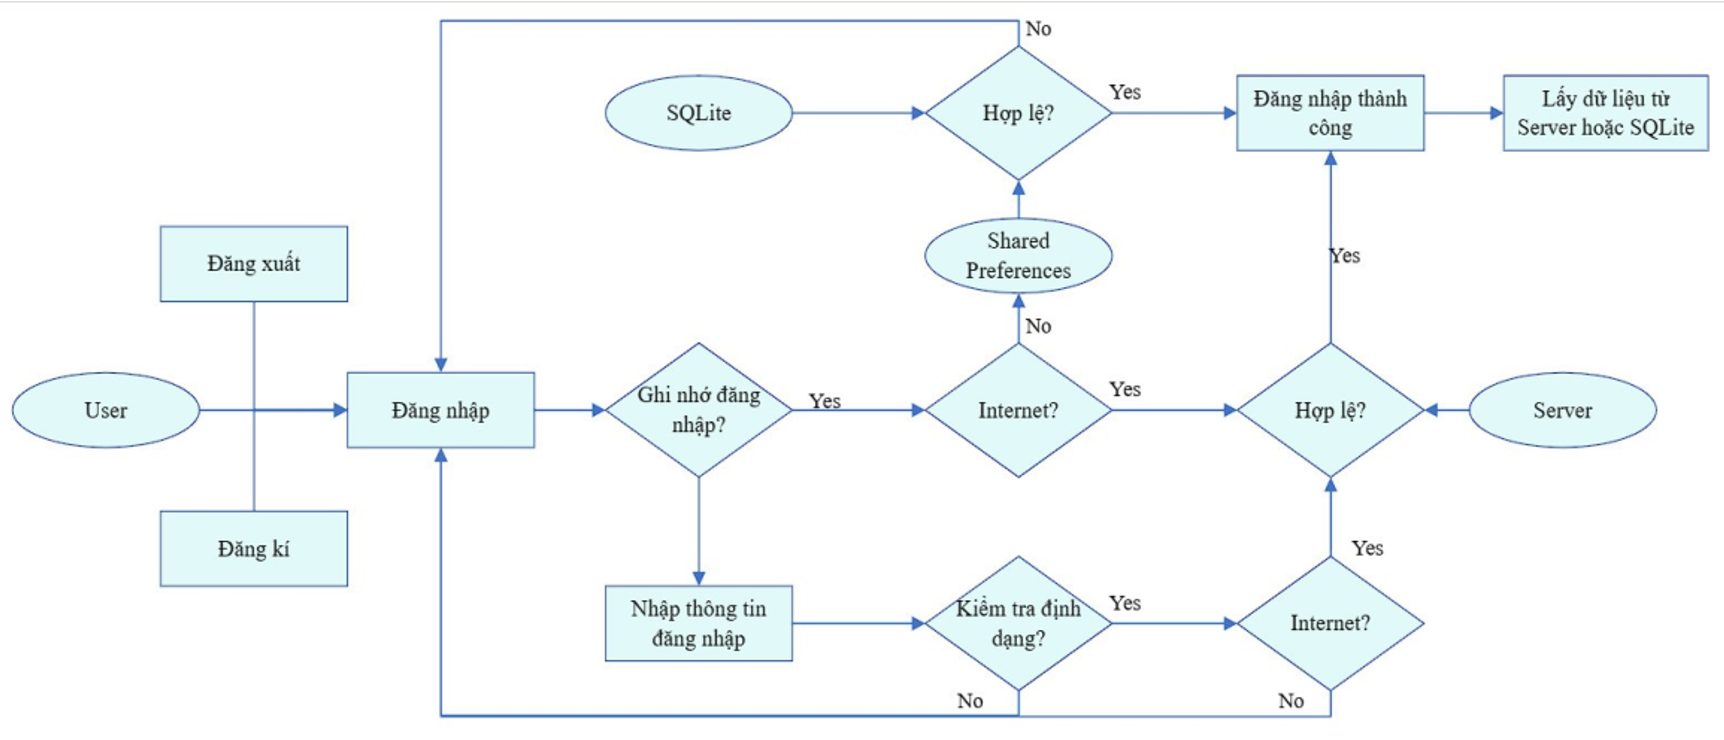 No
SQLite
Hợp lệ?
Yes
Đăng nhập thành
công
Lấy dữ liệu từ
Server hoặc SQLite
Đăng xuất
Shared
Preferences
Yes
No
User
Đăng nhập
Ghi nhớ đăng
nhập?
Yes
Internet?
Yes
Hợp lệ?
Server
Đăng kí
Yes
Nhập thông tin
đăng nhập
Kiểm tra định
dạng?
Yes
Internet?
No
No